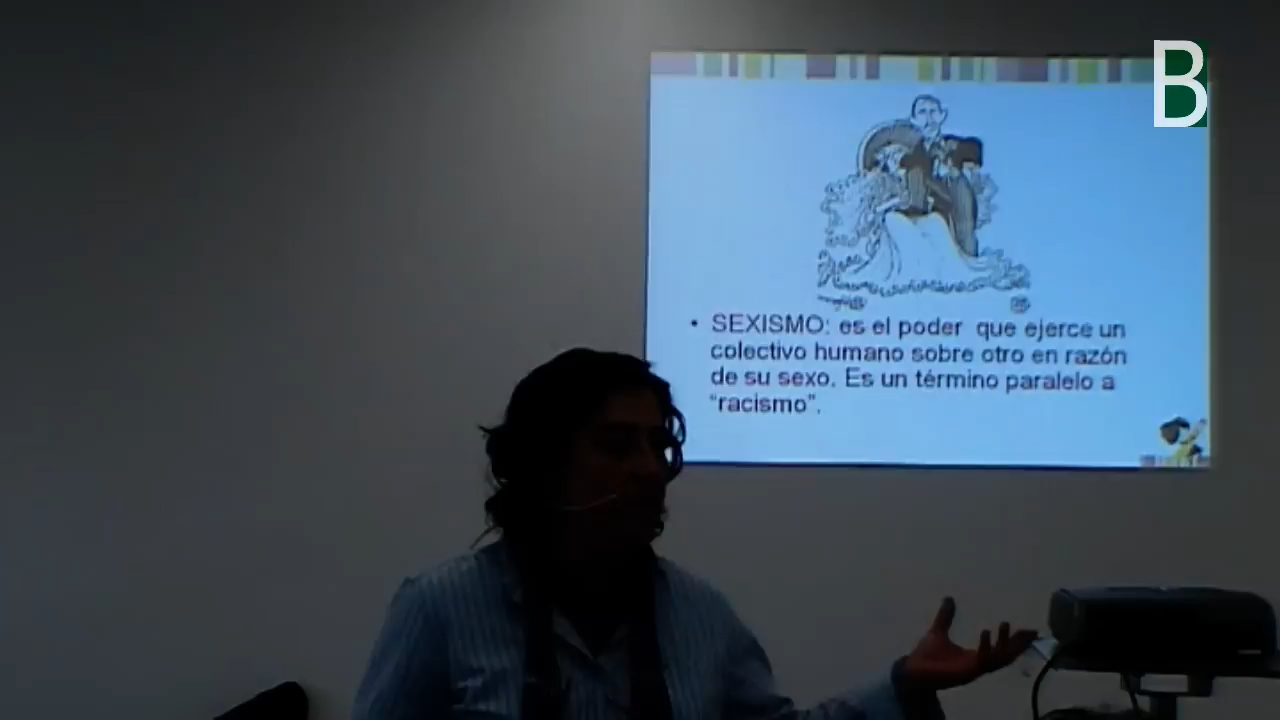 B
• SEXISMO: es el poder que ejerce un
colectivo humano sobre otro en razón
de su sexo. Es un término paralelo a
“racismo”.